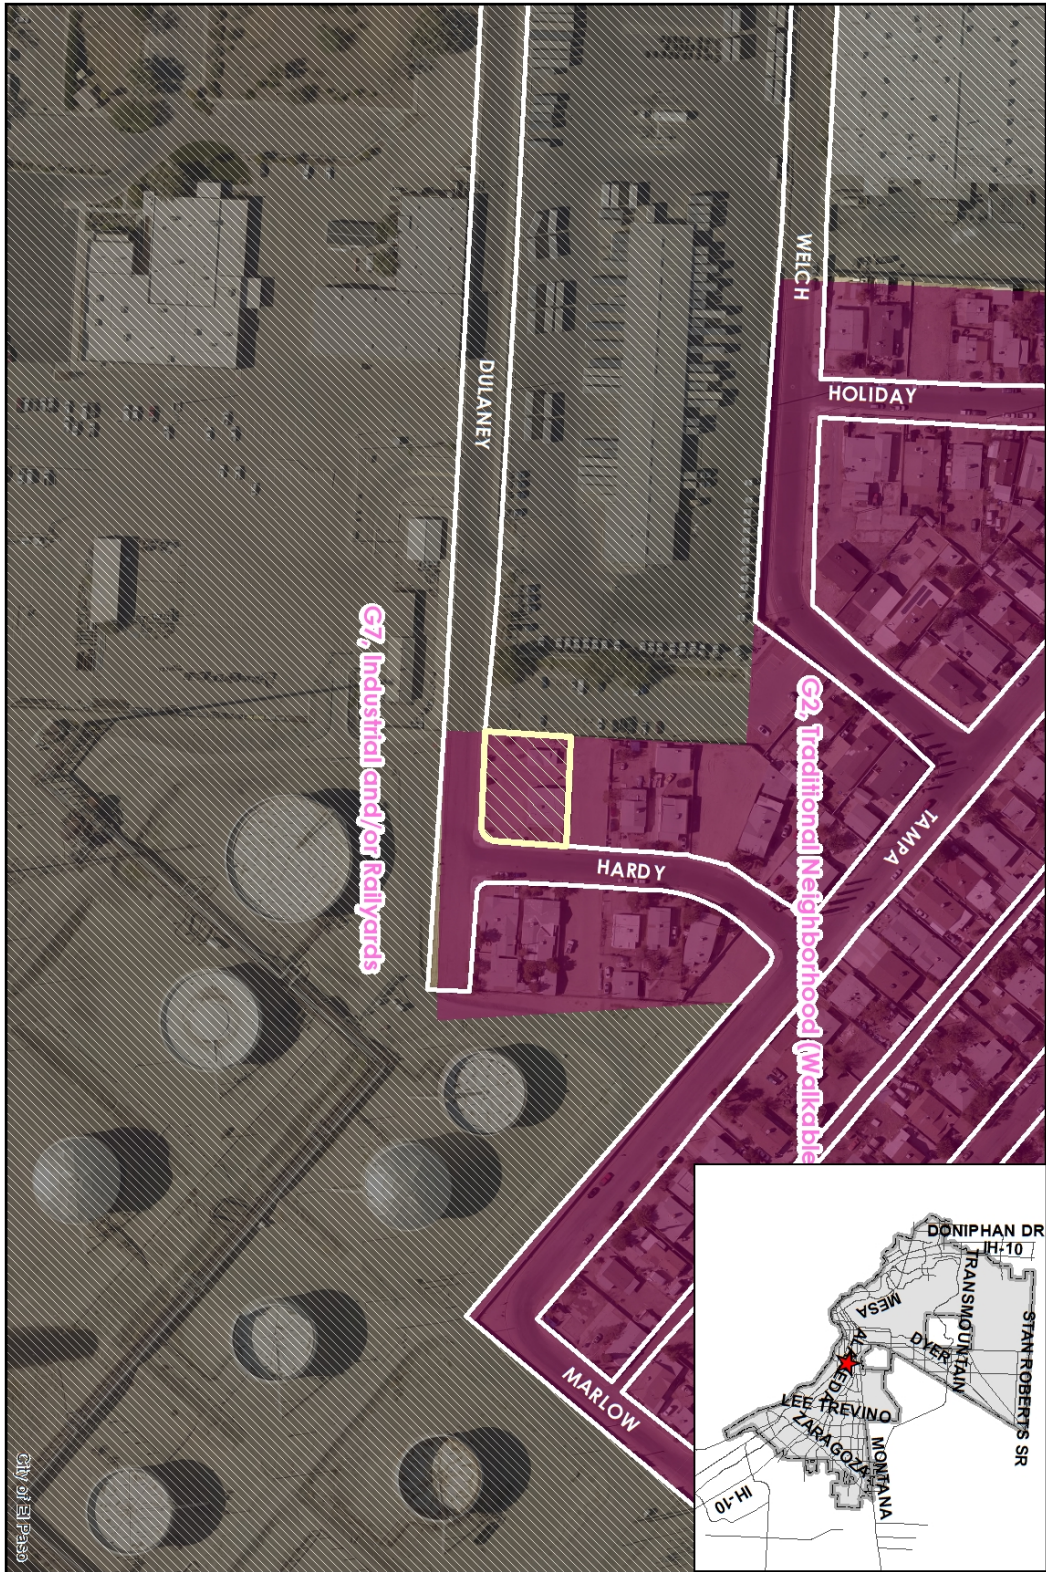 WELCH
HOLIDAY
DULANEY
G7, Industrial and/or Railyards
G2, Traditional Neighborhood (Walkable
TAMPA
HARDY
MARLOW
DONIPHAN DR
IH-10
TRANSMOUNTAIN
STAN ROBERTS SR
MESA
DYER
LEE TREVINO
ZARAGOZA
MONTANA
IH-10
City of El Paso